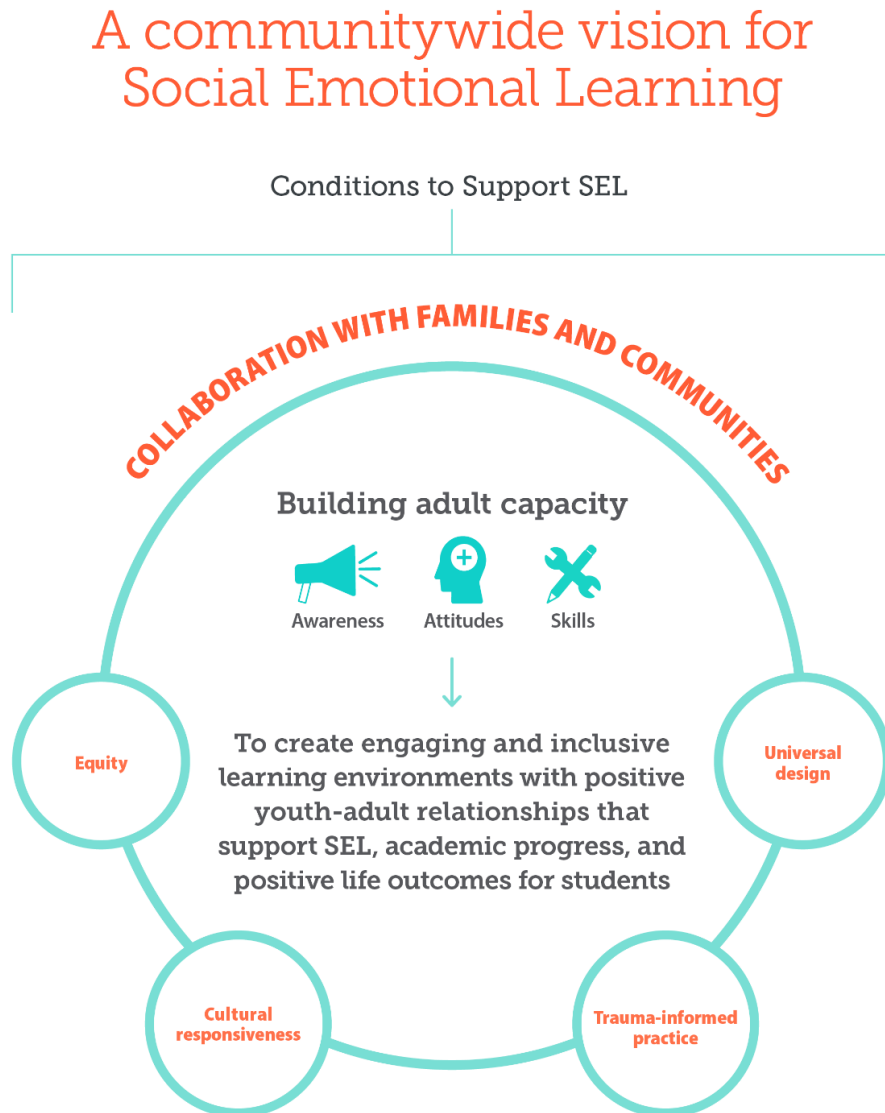 A communitywide vision for
Social Emotional Learning
Conditions to Support SEL
COLLABORATION WITH FAMILIES AND COMMUNITIES
Building adult capacity
Awareness
Attitudes
Skills
To create engaging and inclusive
learning environments with positive
youth-adult relationships that
support SEL, academic progress, and
positive life outcomes for students
Equity
Universal
design
Cultural
responsiveness
Trauma-informed
practice